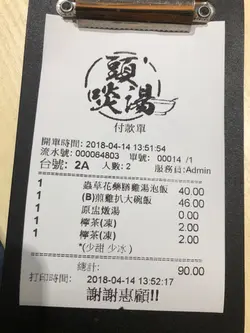 頭啖湯
付款單
開單時間: 2018-04-14 13:51:54
流水號: 000064803 單號: 00014 /1
台號: 2A 人數: 2 服務員:Admin
1 蟲草花藥膳雞湯泡飯 40.00
1 (B)煎雞扒大碗飯 46.00
1 原盅燉湯 0.00
1 檸茶(凍) 2.00
1 檸茶(凍) 2.00
*(少甜 少冰 )
總計: 90.00
打印時間: 2018-04-14 13:52:17
謝謝惠顧!!